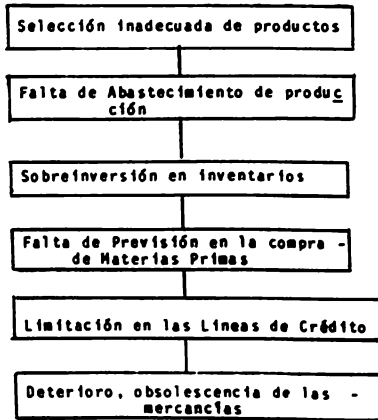 Selección inadecuada de productos
Falta de Abastecimiento de produc
ción
Sobreinversión en inventarios
Falta de Previsión en la compra -
de Materias Primas
Limitación en las Lineas de Crédito
Deterioro, obsolescencia de las -
mercancías